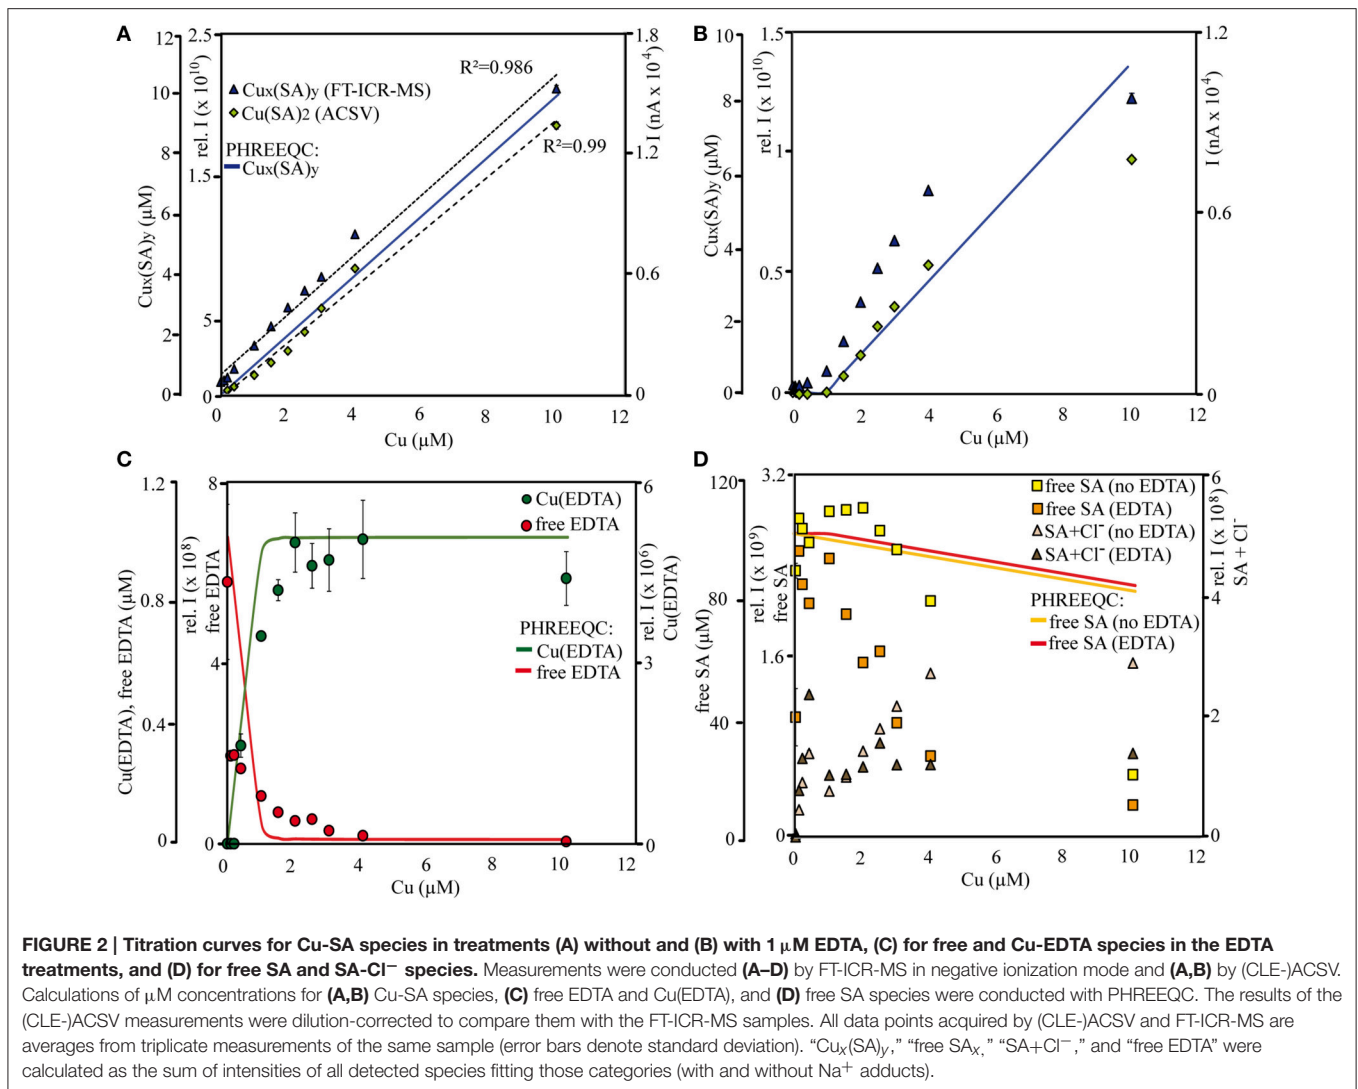 A
12
10
8
6
4
2
0
Cux(SA)y (μM)
2.5
1.5
5
0
rel. I (x 10¹⁰)
Cux(SA)y (FT-ICR-MS)
Cu(SA)2 (ACSV)
PHREEQC:
Cux(SA)y
R²=0.986
R²=0.99
1.8
1.2
0.6
0
I (nA x 10⁴)
0 2 4 6 8 10 12
Cu (μM)
B
10
8
6
4
2
0
Cux(SA)y (μM)
1.5
1
0.5
0
rel. I (x 10¹⁰)
1.2
0.6
0
I (nA x 10⁴)
0 2 4 6 8 10 12
Cu (μM)
C
1.2
0.8
0.4
0
Cu(EDTA), free EDTA (μM)
8
4
0
rel. I (x 10⁸)
free EDTA
Cu(EDTA)
free EDTA
PHREEQC:
Cu(EDTA)
free EDTA
6
3
0
rel. I (x 10⁶)
Cu(EDTA)
0 2 4 6 8 10 12
Cu (μM)
D
120
80
40
0
free SA (μM)
3.2
1.6
0
rel. I (x 10⁹)
free SA
free SA (no EDTA)
free SA (EDTA)
SA+Cl⁻ (no EDTA)
SA+Cl⁻ (EDTA)
PHREEQC:
free SA (no EDTA)
free SA (EDTA)
6
4
2
0
rel. I (x 10⁸)
SA + Cl⁻
0 2 4 6 8 10 12
Cu (μM)
FIGURE 2 | Titration curves for Cu-SA species in treatments (A) without and (B) with 1 μM EDTA, (C) for free and Cu-EDTA species in the EDTA
treatments, and (D) for free SA and SA-Cl⁻ species. Measurements were conducted (A–D) by FT-ICR-MS in negative ionization mode and (A,B) by (CLE-)ACSV.
Calculations of μM concentrations for (A,B) Cu-SA species, (C) free EDTA and Cu(EDTA), and (D) free SA species were conducted with PHREEQC. The results of the
(CLE-)ACSV measurements were dilution-corrected to compare them with the FT-ICR-MS samples. All data points acquired by (CLE-)ACSV and FT-ICR-MS are
averages from triplicate measurements of the same sample (error bars denote standard deviation). “Cuₓ(SA)y,” “free SAₓ,” “SA+Cl⁻,” and “free EDTA” were
calculated as the sum of intensities of all detected species fitting those categories (with and without Na⁺ adducts).